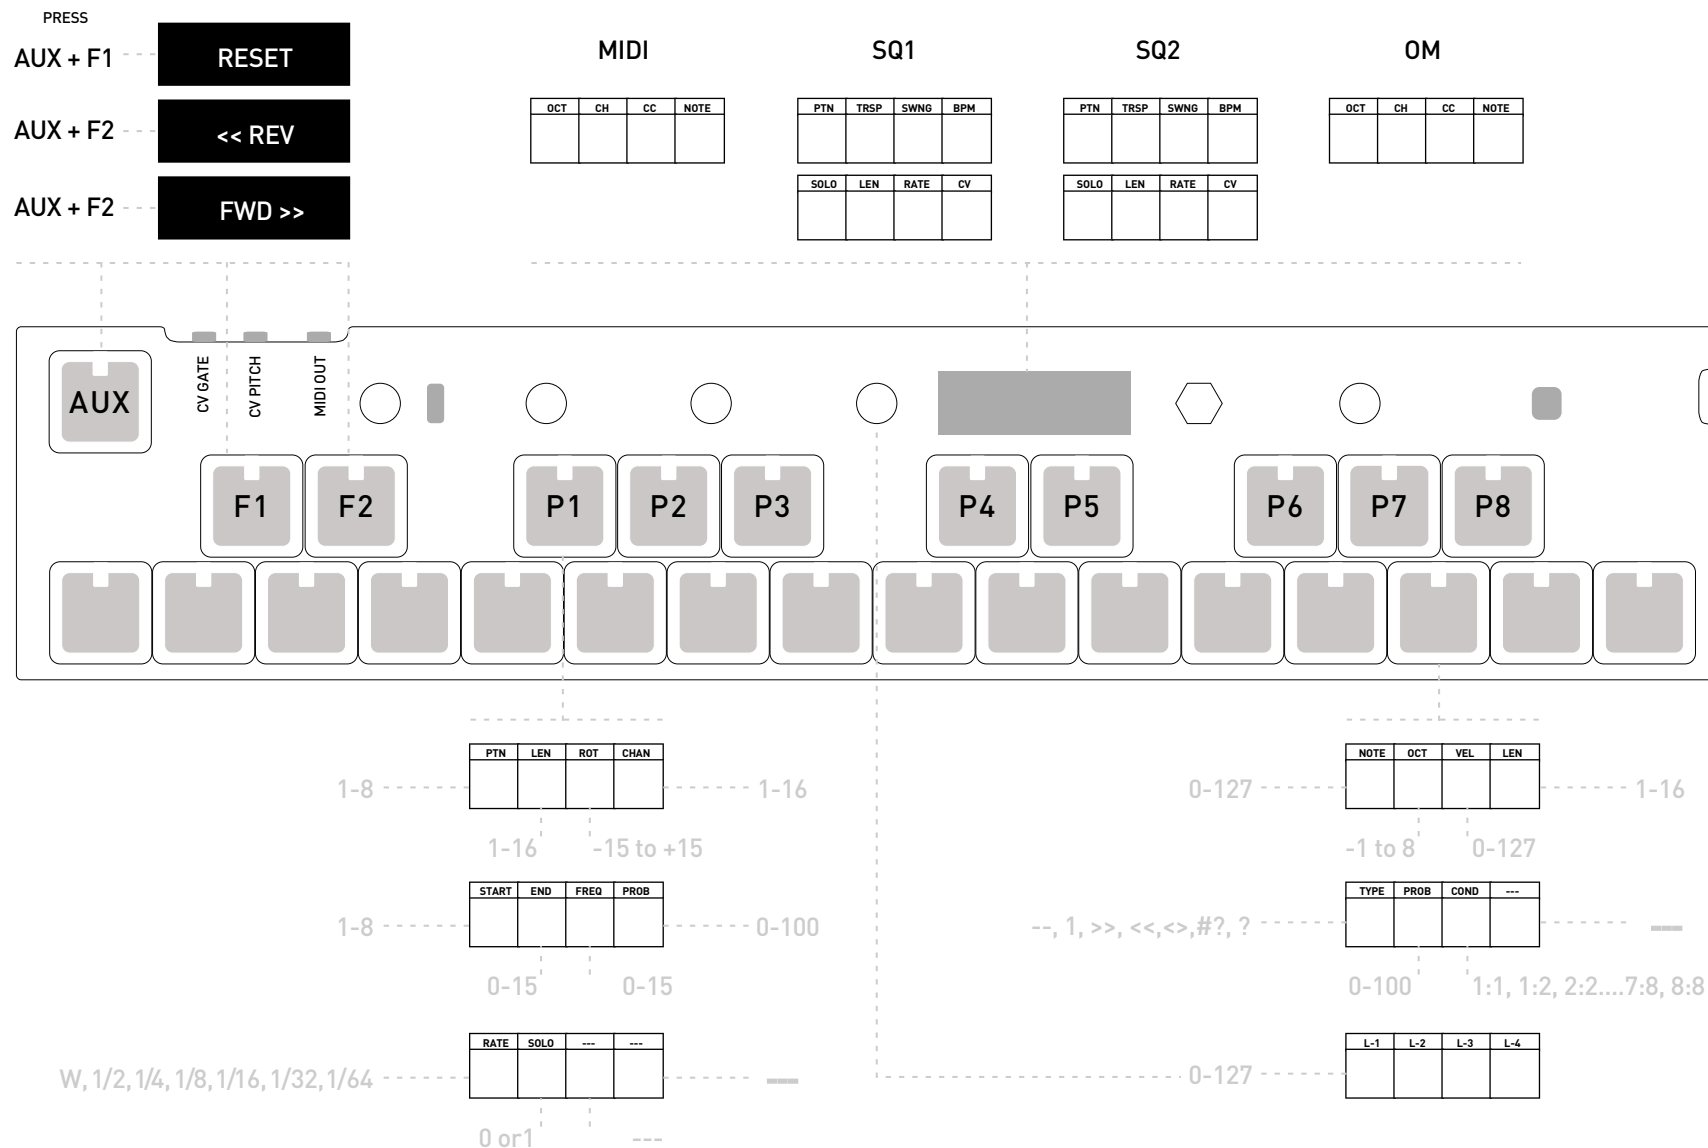 PRESS
AUX + F1 RESET
AUX + F2 << REV
AUX + F2 FWD >>
MIDI SQ1 SQ2 OM
OCT CH CC NOTE
PTN TRSP SWNG BPM
PTN TRSP SWNG BPM
OCT CH CC NOTE
SOLO LEN RATE CV
SOLO LEN RATE CV
AUX
CV GATE
CV PITCH
MIDI OUT
F1 F2 P1 P2 P3 P4 P5 P6 P7 P8
PTN LEN ROT CHAN
1-8
1-16
1-16
-15 to +15
START END FREQ PROB
1-8
0-100
0-15
0-15
RATE SOLO --- ---
W, 1/2, 1/4, 1/8, 1/16, 1/32, 1/64
---
0 or1
---
NOTE OCT VEL LEN
0-127
1-16
-1 to 8
0-127
TYPE PROB COND ---
--, 1, >>, <<,<>,#?, ?
---
0-100
1:1, 1:2, 2:2....7:8, 8:8
L-1 L-2 L-3 L-4
0-127